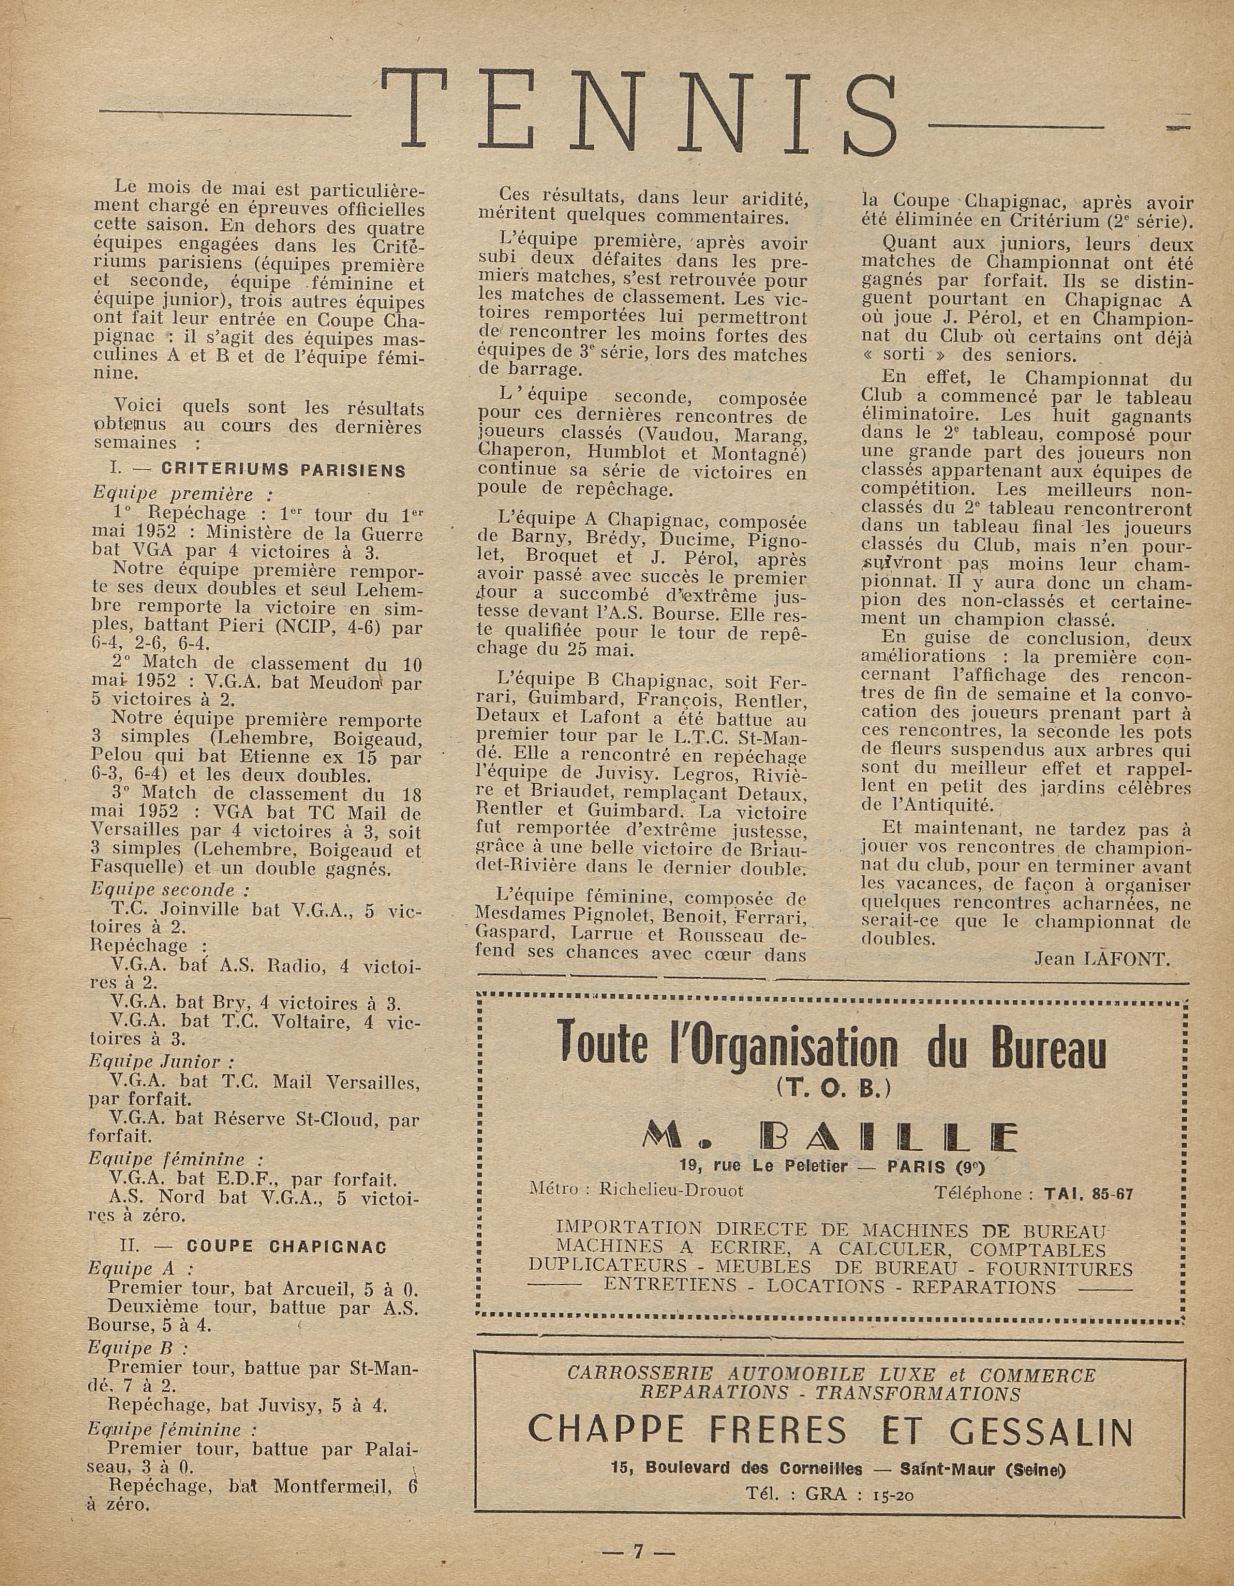 TENNIS
Le mois de mai est particulière-
ment chargé en épreuves officielles
cette saison. En dehors des quatre
équipes engagées dans les Crité-
riums parisiens (équipes première
et seconde, équipe féminine et
équipe junior), trois autres équipes
ont fait leur entrée en Coupe Cha-
pignac : il s'agit des équipes mas-
culines A et B et de l'équipe fémi-
nine.
Voici quels sont les résultats
obtenus au cours des dernières
semaines :
I. — CRITERIUMS PARISIENS
Equipe première :
1° Repéchage : 1er tour du 1er
mai 1952 : Ministère de la Guerre
bat VGA par 4 victoires à 3.
Notre équipe première rempor-
te ses deux doubles et seul Lehem-
bre remporte la victoire en sim-
ples, battant Pieri (NCIP, 4-6) par
6-4, 2-6, 6-4.
2° Match de classement du 10
mai 1952 : V.G.A. bat Meudon par
5 victoires à 2.
Notre équipe première remporte
3 simples (Lehembre, Boigeaud,
Pelou qui bat Etienne ex 15 par
6-3, 6-4) et les deux doubles.
3° Match de classement du 18
mai 1952 : VGA bat TC Mail de
Versailles par 4 victoires à 3, soit
3 simples (Lehembre, Boigeaud et
Fasquelle) et un double gagnés.
Equipe seconde :
T.C. Joinville bat V.G.A., 5 vic-
toires à 2.
Repéchage :
V.G.A. bat A.S. Radio, 4 victoi-
res à 2.
V.G.A. bat Bry, 4 victoires à 3.
V.G.A. bat T.C. Voltaire, 4 vic-
toires à 3.
Equipe Junior :
V.G.A. bat T.C. Mail Versailles,
par forfait.
V.G.A. bat Réserve St-Cloud, par
forfait.
Equipe féminine :
V.G.A. bat E.D.F., par forfait.
A.S. Nord bat V.G.A., 5 victoi-
res à zéro.
II. — COUPE CHAPIGNAC
Equipe A :
Premier tour, bat Arcueil, 5 à 0.
Deuxième tour, battue par A.S.
Bourse, 5 à 4.
Equipe B :
Premier tour, battue par St-Man-
dé, 7 à 2.
Repéchage, bat Juvisy, 5 à 4.
Equipe féminine :
Premier tour, battue par Palai-
seau, 3 à 0.
Repéchage, bat Montfermeil, 6
à zéro.
Ces résultats, dans leur aridité,
méritent quelques commentaires.
L'équipe première, après avoir
subi deux défaites dans les pre-
miers matches, s'est retrouvée pour
les matches de classement. Les vic-
toires remportées lui permettront
de rencontrer les moins fortes des
équipes de 3e série, lors des matches
de barrage.
L'équipe seconde, composée
pour ces dernières rencontres de
joueurs classés (Vaudou, Marang,
Chaperon, Humblot et Montagné)
continue sa série de victoires en
poule de repêchage.
L'équipe A Chapignac, composée
de Barny, Brédy, Ducime, Pigno-
let, Broquet et J. Pérol, après
avoir passé avec succès le premier
tour a succombé d'extrême jus-
tesse devant l'A.S. Bourse. Elle res-
te qualifiée pour le tour de repê-
chage du 25 mai.
L'équipe B Chapignac, soit Fer-
rari, Guimbard, François, Rentler,
Detaux et Lafont a été battue au
premier tour par le L.T.C. St-Man-
dé. Elle a rencontré en repéchage
l'équipe de Juvisy. Legros, Riviè-
re et Briaudet, remplaçant Detaux,
Rentler et Guimbard. La victoire
fut remportée d'extrême justesse,
grâce à une belle victoire de Briau-
det-Rivière dans le dernier double.
L'équipe féminine, composée de
Mesdames Pignolet, Benoit, Ferrari,
Gaspard, Larrue et Rousseau dé-
fend ses chances avec cœur dans
la Coupe Chapignac, après avoir
été éliminée en Critérium (2e série).
Quant aux juniors, leurs deux
matches de Championnat ont été
gagnés par forfait. Ils se distin-
guent pourtant en Chapignac A
où joue J. Pérol, et en Champion-
nat du Club où certains ont déjà
« sorti » des seniors.
En effet, le Championnat du
Club a commencé par le tableau
éliminatoire. Les huit gagnants
dans le 2e tableau, composé pour
une grande part des joueurs non
classés appartenant aux équipes de
compétition. Les meilleurs non-
classés du 2e tableau rencontreront
dans un tableau final les joueurs
classés du Club, mais n'en pour-
suivront pas moins leur cham-
pionnat. Il y aura donc un cham-
pion des non-classés et certaine-
ment un champion classé.
En guise de conclusion, deux
améliorations : la première con-
cernant l'affichage des rencon-
tres de fin de semaine et la convo-
cation des joueurs prenant part à
ces rencontres, la seconde les pots
de fleurs suspendus aux arbres qui
sont du meilleur effet et rappel-
lent en petit des jardins célèbres
de l'Antiquité.
Et maintenant, ne tardez pas à
jouer vos rencontres de champion-
nat du club, pour en terminer avant
les vacances, de façon à organiser
quelques rencontres acharnées, ne
serait-ce que le championnat de
doubles.
Jean LAFONT.
Toute l'Organisation du Bureau
(T. O. B.)
M. BAILLE
19, rue Le Peletier — PARIS (9e)
Métro : Richelieu-Drouot Téléphone : TAI. 85-67
IMPORTATION DIRECTE DE MACHINES DE BUREAU
MACHINES A ECRIRE, A CALCULER, COMPTABLES
DUPLICATEURS - MEUBLES DE BUREAU - FOURNITURES
ENTRETIENS - LOCATIONS - REPARATIONS
CARROSSERIE AUTOMOBILE LUXE et COMMERCE
REPARATIONS - TRANSFORMATIONS
CHAPPE FRERES ET GESSALIN
15, Boulevard des Corneilles — Saint-Maur (Seine)
Tél. : GRA : 15-20
— 7 —